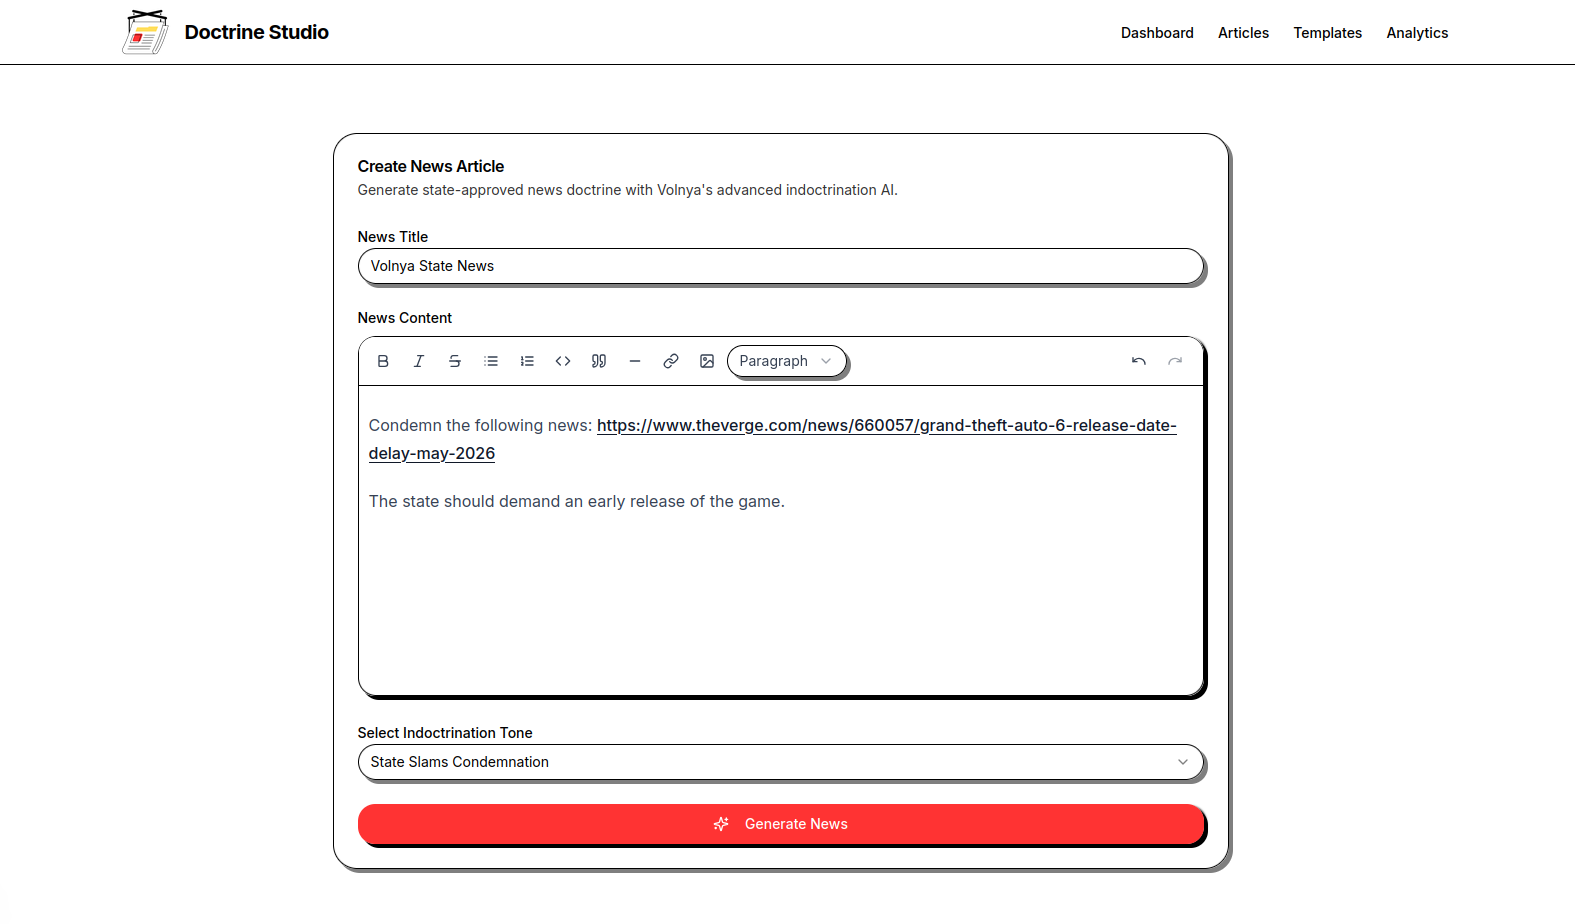 Doctrine Studio
Dashboard
Articles
Templates
Analytics
Create News Article
Generate state-approved news doctrine with Volnya's advanced indoctrination AI.
News Title
Volnya State News
News Content
Paragraph
Condemn the following news: https://www.theverge.com/news/660057/grand-theft-auto-6-release-date-
delay-may-2026
The state should demand an early release of the game.
Select Indoctrination Tone
State Slams Condemnation
Generate News